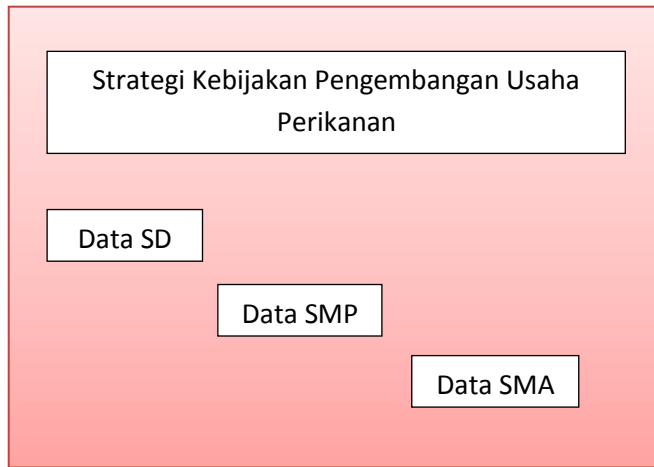 Strategi Kebijakan Pengembangan Usaha
Perikanan
Data SD
Data SMP
Data SMA